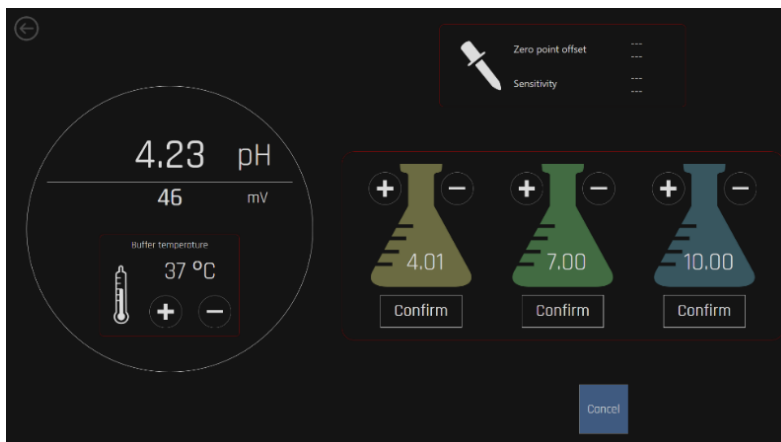 Zero point offset ---
---
Sensitivity ---
---
4.23 pH
46 mV
Buffer temperature
37 °C
+ −
+ − + − + −
4.01 7.00 10.00
Confirm Confirm Confirm
Cancel